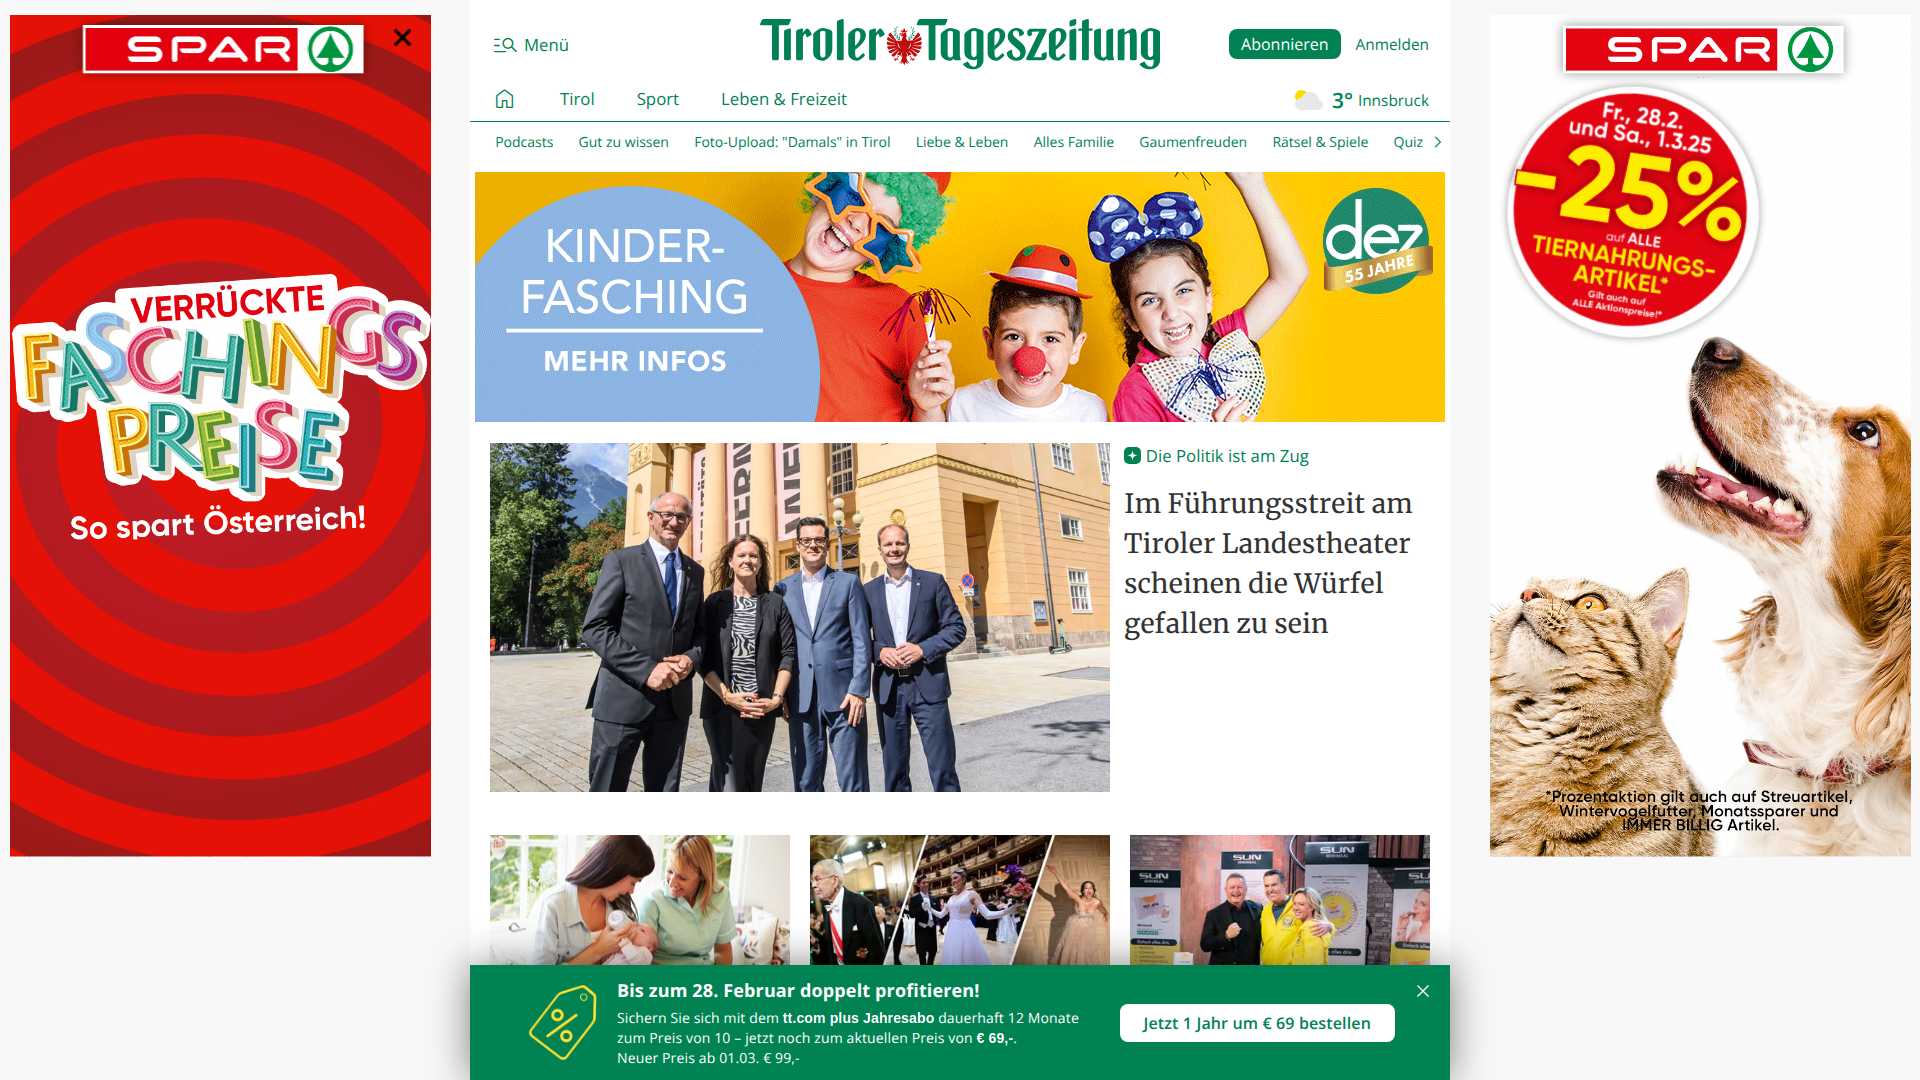 SPAR
VERRÜCKTE
FASCHINGS
PREISE
So spart Österreich!
Menü
Tiroler Tageszeitung
Abonnieren
Anmelden
Tirol
Sport
Leben & Freizeit
3° Innsbruck
Podcasts
Gut zu wissen
Foto-Upload: "Damals" in Tirol
Liebe & Leben
Alles Familie
Gaumenfreuden
Rätsel & Spiele
Quiz
KINDER-
FASCHING
MEHR INFOS
dez
55 JAHRE
Die Politik ist am Zug
Im Führungsstreit am
Tiroler Landestheater
scheinen die Würfel
gefallen zu sein
SUN
SUN
Bis zum 28. Februar doppelt profitieren!
Sichern Sie sich mit dem tt.com plus Jahresabo dauerhaft 12 Monate
zum Preis von 10 – jetzt noch zum aktuellen Preis von € 69,-.
Neuer Preis ab 01.03. € 99,-
Jetzt 1 Jahr um € 69 bestellen
SPAR
Fr., 28.2.
und Sa., 1.3.25
-25%
auf ALLE
TIERNAHRUNGS-
ARTIKEL*
Gilt auch auf
ALLE Aktionspreise!*
*Prozentaktion gilt auch auf Streuartikel,
Wintervogelfutter, Monatssparer und
IMMER BILLIG Artikel.